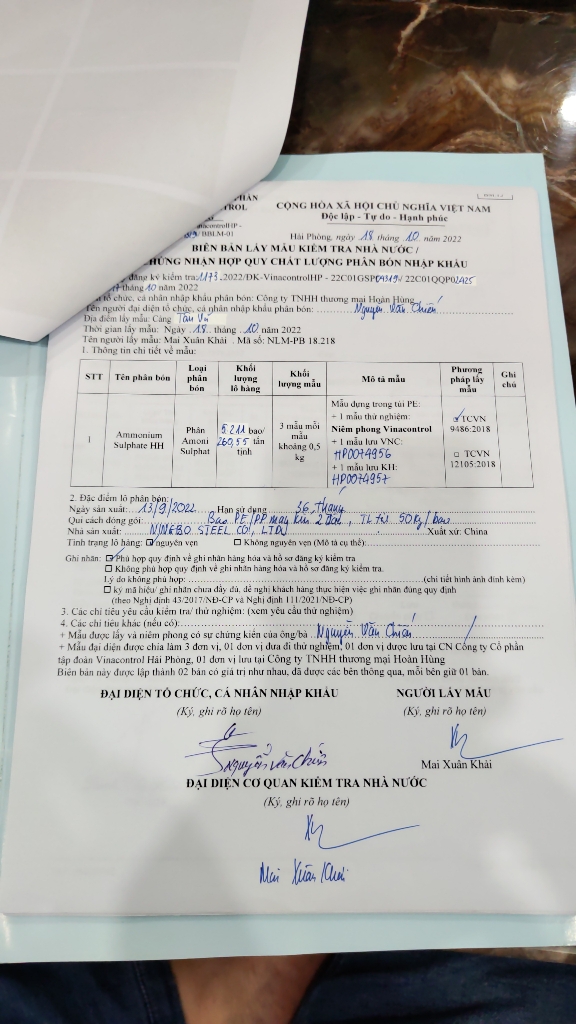 CỘNG HÒA XÃ HỘI CHỦ NGHĨA VIỆT NAM
Độc lập - Tự do - Hạnh phúc
BBLM-01
Hải Phòng, ngày 18 tháng 10 năm 2022
BIÊN BẢN LẤY MẪU KIỂM TRA NHÀ NƯỚC /
CHỨNG NHẬN HỢP QUY CHẤT LƯỢNG PHÂN BÓN NHẬP KHẨU
đăng ký kiểm tra: 1173.2022/ĐK-VinacontrolHP - 22C01GSP - 22C01QQP
tháng 10 năm 2022
tổ chức, cá nhân nhập khẩu phân bón: Công ty TNHH thương mại Hoàn Hùng
Tên người đại diện tổ chức, cá nhân nhập khẩu phân bón: Nguyễn Văn Chiến
Địa điểm lấy mẫu: Cảng Tân Vũ
Thời gian lấy mẫu: Ngày 18 tháng 10 năm 2022
Tên người lấy mẫu: Mai Xuân Khải . Mã số: NLM-PB 18.218
1. Thông tin chi tiết về mẫu:
STT Tên phân bón Loại phân bón Khối lượng lô hàng Khối lượng mẫu Mô tả mẫu Phương pháp lấy mẫu Ghi chú
1 Ammonium Sulphate HH Phân Amoni Sulphat 5.211 bao/ 260,55 tấn tịnh 3 mẫu mỗi mẫu khoảng 0,5 kg
Mẫu đựng trong túi PE:
+ 1 mẫu thử nghiệm:
Niêm phong Vinacontrol
+ 1 mẫu lưu VNC:
HP0074956
+ 1 mẫu lưu KH:
HP0074957
TCVN 9486:2018
TCVN 12105:2018
2. Đặc điểm lô phân bón:
Ngày sản xuất: 13/9/2022 Hạn sử dụng 36 tháng
Qui cách đóng gói: Bao PE/PP may kín 2 đầu, TL tịnh 50kg/bao
Nhà sản xuất: NINGBO STEEL CO., LTD Xuất xứ: China
Tình trạng lô hàng: nguyên vẹn Không nguyên vẹn (Mô tả cụ thể):
Ghi nhãn: Phù hợp quy định về ghi nhãn hàng hóa và hồ sơ đăng ký kiểm tra
Không phù hợp quy định về ghi nhãn hàng hóa và hồ sơ đăng ký kiểm tra.
Lý do không phù hợp: (chi tiết hình ảnh đính kèm)
ký mã hiệu/ ghi nhãn chưa đầy đủ, đề nghị khách hàng thực hiện việc ghi nhãn đúng quy định
(theo Nghị định 43/2017/NĐ-CP và Nghị định 111/2021/NĐ-CP)
3. Các chỉ tiêu yêu cầu kiểm tra/ thử nghiệm: (xem yêu cầu thử nghiệm)
4. Các chỉ tiêu khác (nếu có):
+ Mẫu được lấy và niêm phong có sự chứng kiến của ông/bà Nguyễn Văn Chiến
+ Mẫu đại diện được chia làm 3 đơn vị, 01 đơn vị đưa đi thử nghiệm, 01 đơn vị được lưu tại CN Công ty Cổ phần
tập đoàn Vinacontrol Hải Phòng, 01 đơn vị lưu tại Công ty TNHH thương mại Hoàn Hùng
Biên bản này được lập thành 02 bản có giá trị như nhau, đã được các bên thông qua, mỗi bên giữ 01 bản.
ĐẠI DIỆN TỔ CHỨC, CÁ NHÂN NHẬP KHẨU NGƯỜI LẤY MẪU
(Ký, ghi rõ họ tên) (Ký, ghi rõ họ tên)
Nguyễn Văn Chiến Mai Xuân Khải
ĐẠI DIỆN CƠ QUAN KIỂM TRA NHÀ NƯỚC
(Ký, ghi rõ họ tên)
Mai Xuân Khải